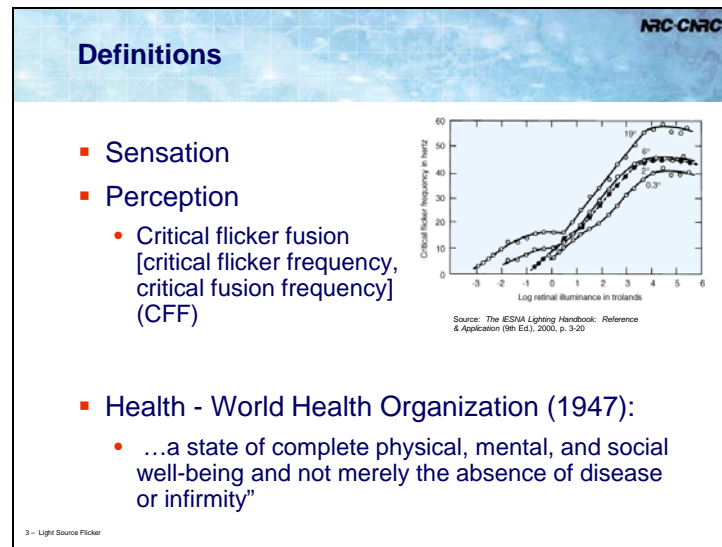 NRC·CNRC
Definitions
Sensation
Perception
Critical flicker fusion
[critical flicker frequency,
critical fusion frequency]
(CFF)
Critical flicker frequency in hertz
60
50
40
30
20
10
0
19°
6°
2°
0.3°
-3 -2 -1 0 1 2 3 4 5 6
Log retinal illuminance in trolands
Source: The IESNA Lighting Handbook: Reference
& Application (9th Ed.), 2000, p. 3-20
Health - World Health Organization (1947):
…a state of complete physical, mental, and social
well-being and not merely the absence of disease
or infirmity”
3 – Light Source Flicker